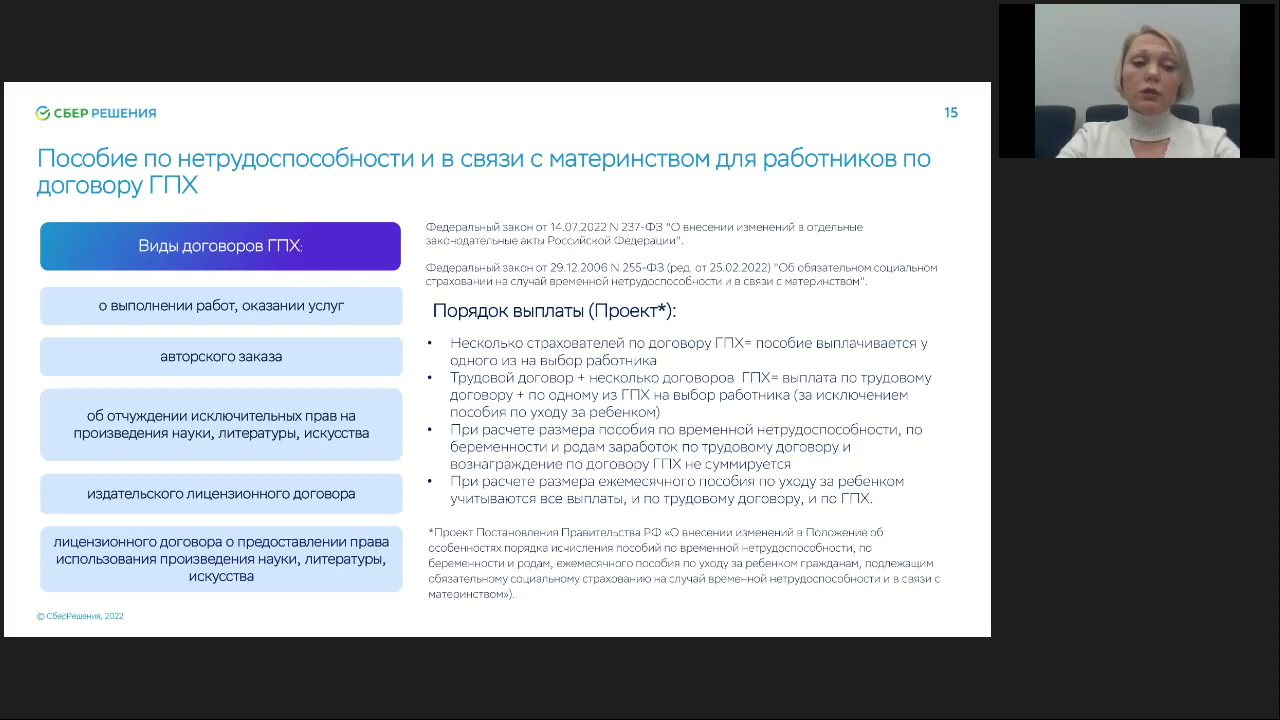 СБЕР РЕШЕНИЯ
15
Пособие по нетрудоспособности и в связи с материнством для работников по
договору ГПХ
Виды договоров ГПХ:
о выполнении работ, оказании услуг
авторского заказа
об отчуждении исключительных прав на
произведения науки, литературы, искусства
издательского лицензионного договора
лицензионного договора о предоставлении права
использования произведения науки, литературы,
искусства
Федеральный закон от 14.07.2022 N 237-ФЗ "О внесении изменений в отдельные
законодательные акты Российской Федерации".
Федеральный закон от 29.12.2006 N 255-ФЗ (ред. от 25.02.2022) "Об обязательном социальном
страховании на случай временной нетрудоспособности и в связи с материнством".
Порядок выплаты (Проект*):
• Несколько страхователей по договору ГПХ= пособие выплачивается у
одного из на выбор работника
• Трудовой договор + несколько договоров ГПХ= выплата по трудовому
договору + по одному из ГПХ на выбор работника (за исключением
пособия по уходу за ребенком)
• При расчете размера пособия по временной нетрудоспособности, по
беременности и родам заработок по трудовому договору и
вознаграждение по договору ГПХ не суммируется
• При расчете размера ежемесячного пособия по уходу за ребенком
учитываются все выплаты, и по трудовому договору, и по ГПХ.
*Проект Постановления Правительства РФ «О внесении изменений в Положение об
особенностях порядка исчисления пособий по временной нетрудоспособности, по
беременности и родам, ежемесячного пособия по уходу за ребенком гражданам, подлежащим
обязательному социальному страхованию на случай временной нетрудоспособности и в связи с
материнством»).
© СберРешения, 2022